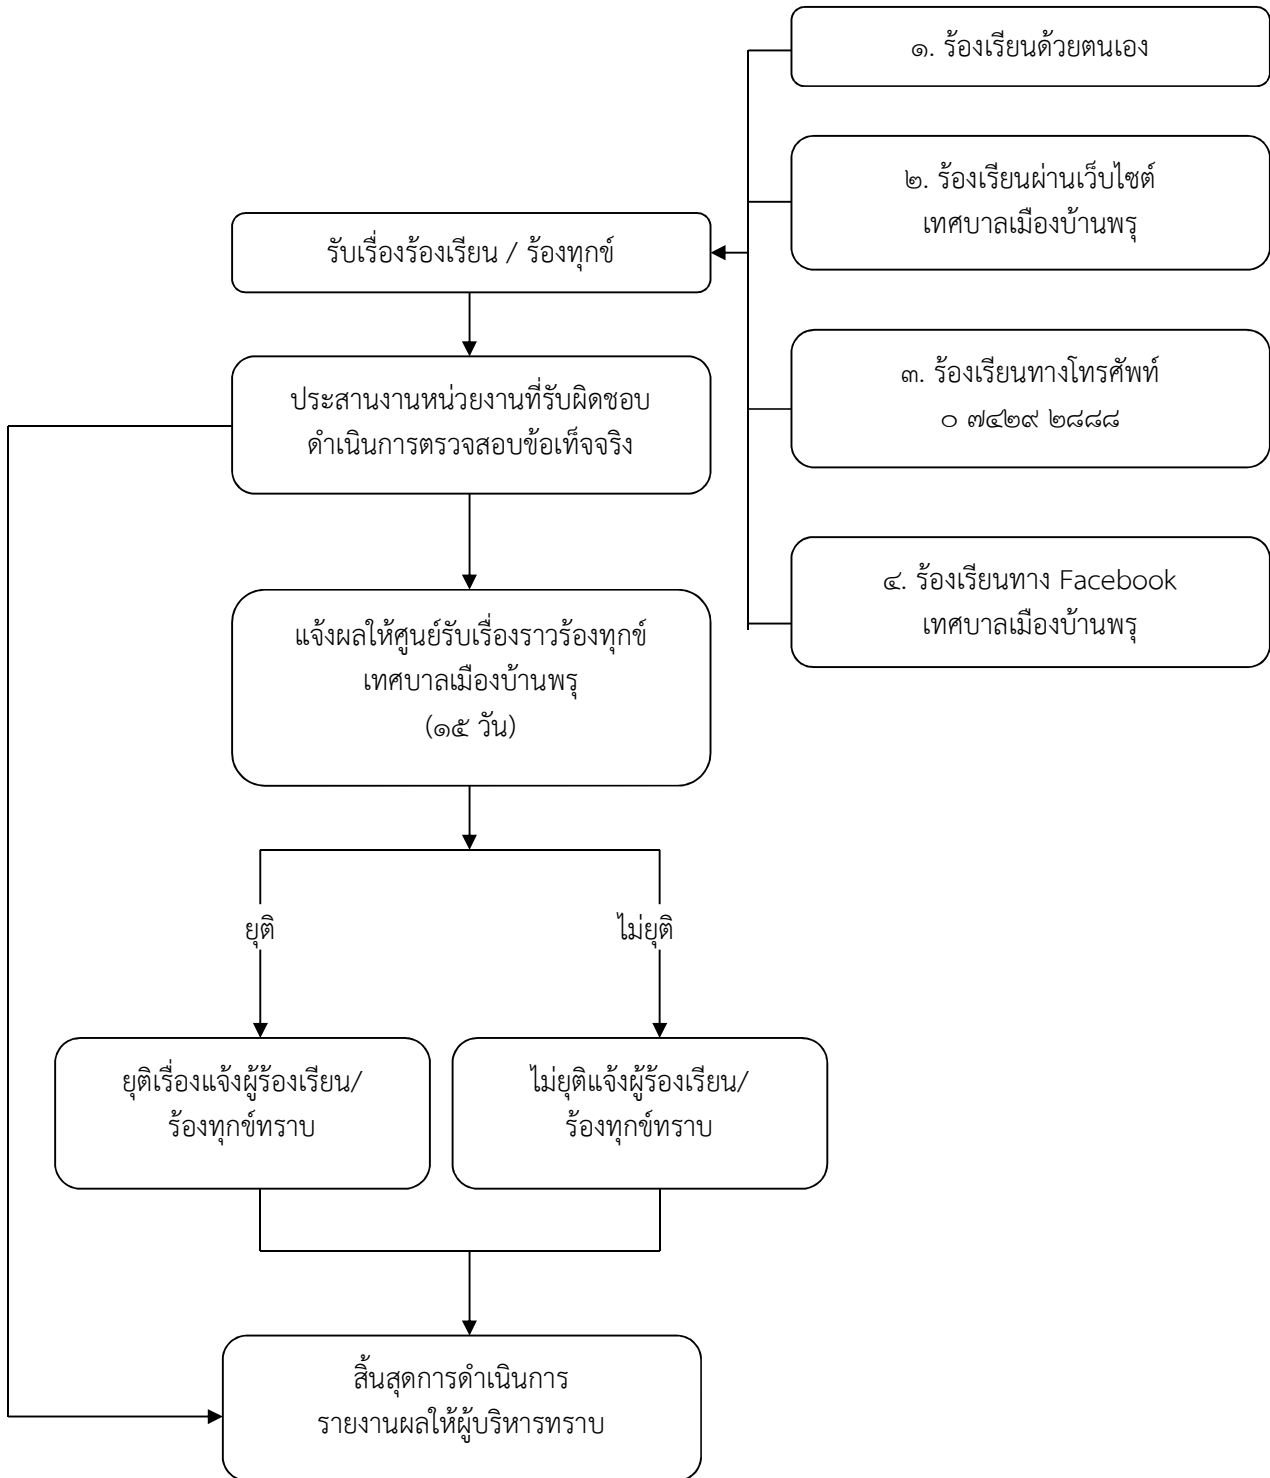 ๑. ร้องเรียนด้วยตนเอง
๒. ร้องเรียนผ่านเว็บไซต์
เทศบาลเมืองบ้านพรุ
รับเรื่องร้องเรียน / ร้องทุกข์
๓. ร้องเรียนทางโทรศัพท์
๐ ๗๔๒๙ ๒๘๘๘
ประสานงานหน่วยงานที่รับผิดชอบ
ดำเนินการตรวจสอบข้อเท็จจริง
๔. ร้องเรียนทาง Facebook
เทศบาลเมืองบ้านพรุ
แจ้งผลให้ศูนย์รับเรื่องราวร้องทุกข์
เทศบาลเมืองบ้านพรุ
(๑๕ วัน)
ยุติ
ไม่ยุติ
ยุติเรื่องแจ้งผู้ร้องเรียน/
ร้องทุกข์ทราบ
ไม่ยุติแจ้งผู้ร้องเรียน/
ร้องทุกข์ทราบ
สิ้นสุดการดำเนินการ
รายงานผลให้ผู้บริหารทราบ